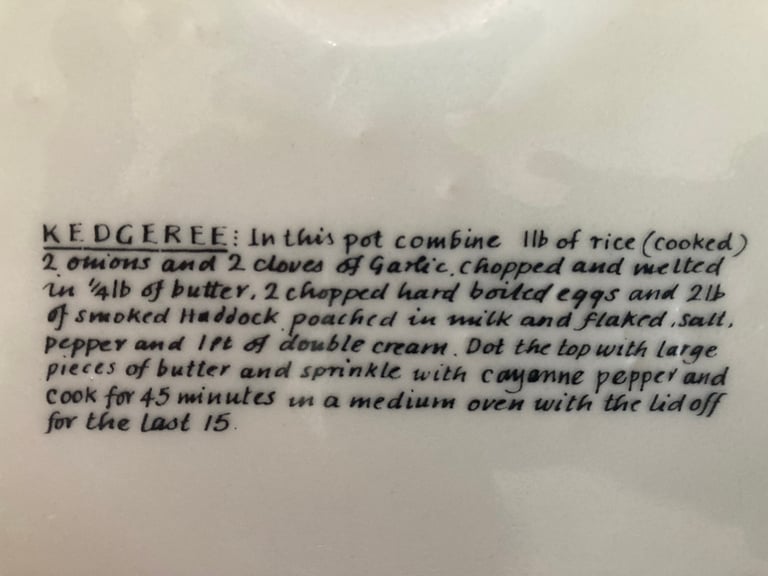 KEDGEREE: In this pot combine 1lb of rice (cooked)
2 onions and 2 cloves of Garlic, chopped and melted
in ¼lb of butter, 2 chopped hard boiled eggs and 2lb
of smoked Haddock poached in milk and flaked, salt,
pepper and 1pt of double cream. Dot the top with large
pieces of butter and sprinkle with cayenne pepper and
cook for 45 minutes in a medium oven with the lid off
for the last 15.